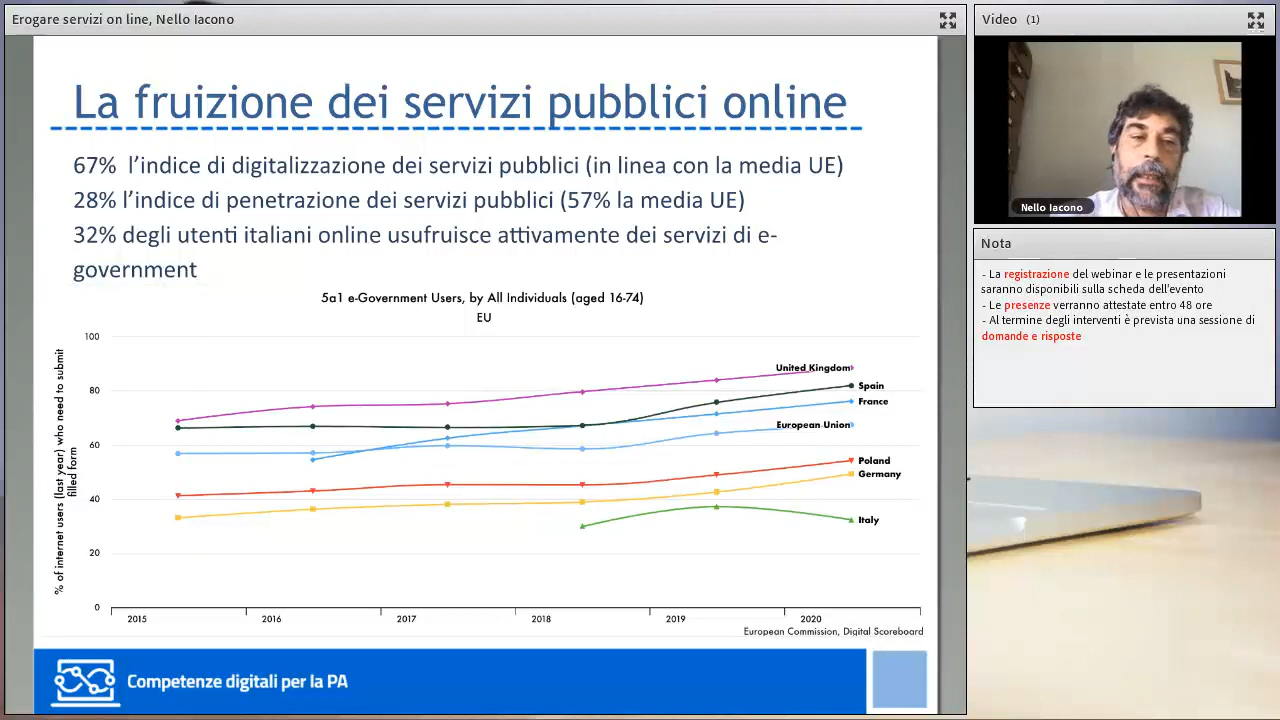 Erogare servizi on line, Nello Iacono
La fruizione dei servizi pubblici online
67%  l’indice di digitalizzazione dei servizi pubblici (in linea con la media UE)
28% l’indice di penetrazione dei servizi pubblici (57% la media UE)
32% degli utenti italiani online usufruisce attivamente dei servizi di e-
government
5a1 e-Government Users, by All Individuals (aged 16-74)
EU
% of internet users (last year) who need to submit
filled form
100
80
60
40
20
0
United Kingdom
Spain
France
European Union
Poland
Germany
Italy
2015
2016
2017
2018
2019
2020
European Commission, Digital Scoreboard
Competenze digitali per la PA
Video (1)
Nello Iacono
Nota
- La registrazione del webinar e le presentazioni
saranno disponibili sulla scheda dell'evento
- Le presenze verranno attestate entro 48 ore
- Al termine degli interventi è prevista una sessione di
domande e risposte